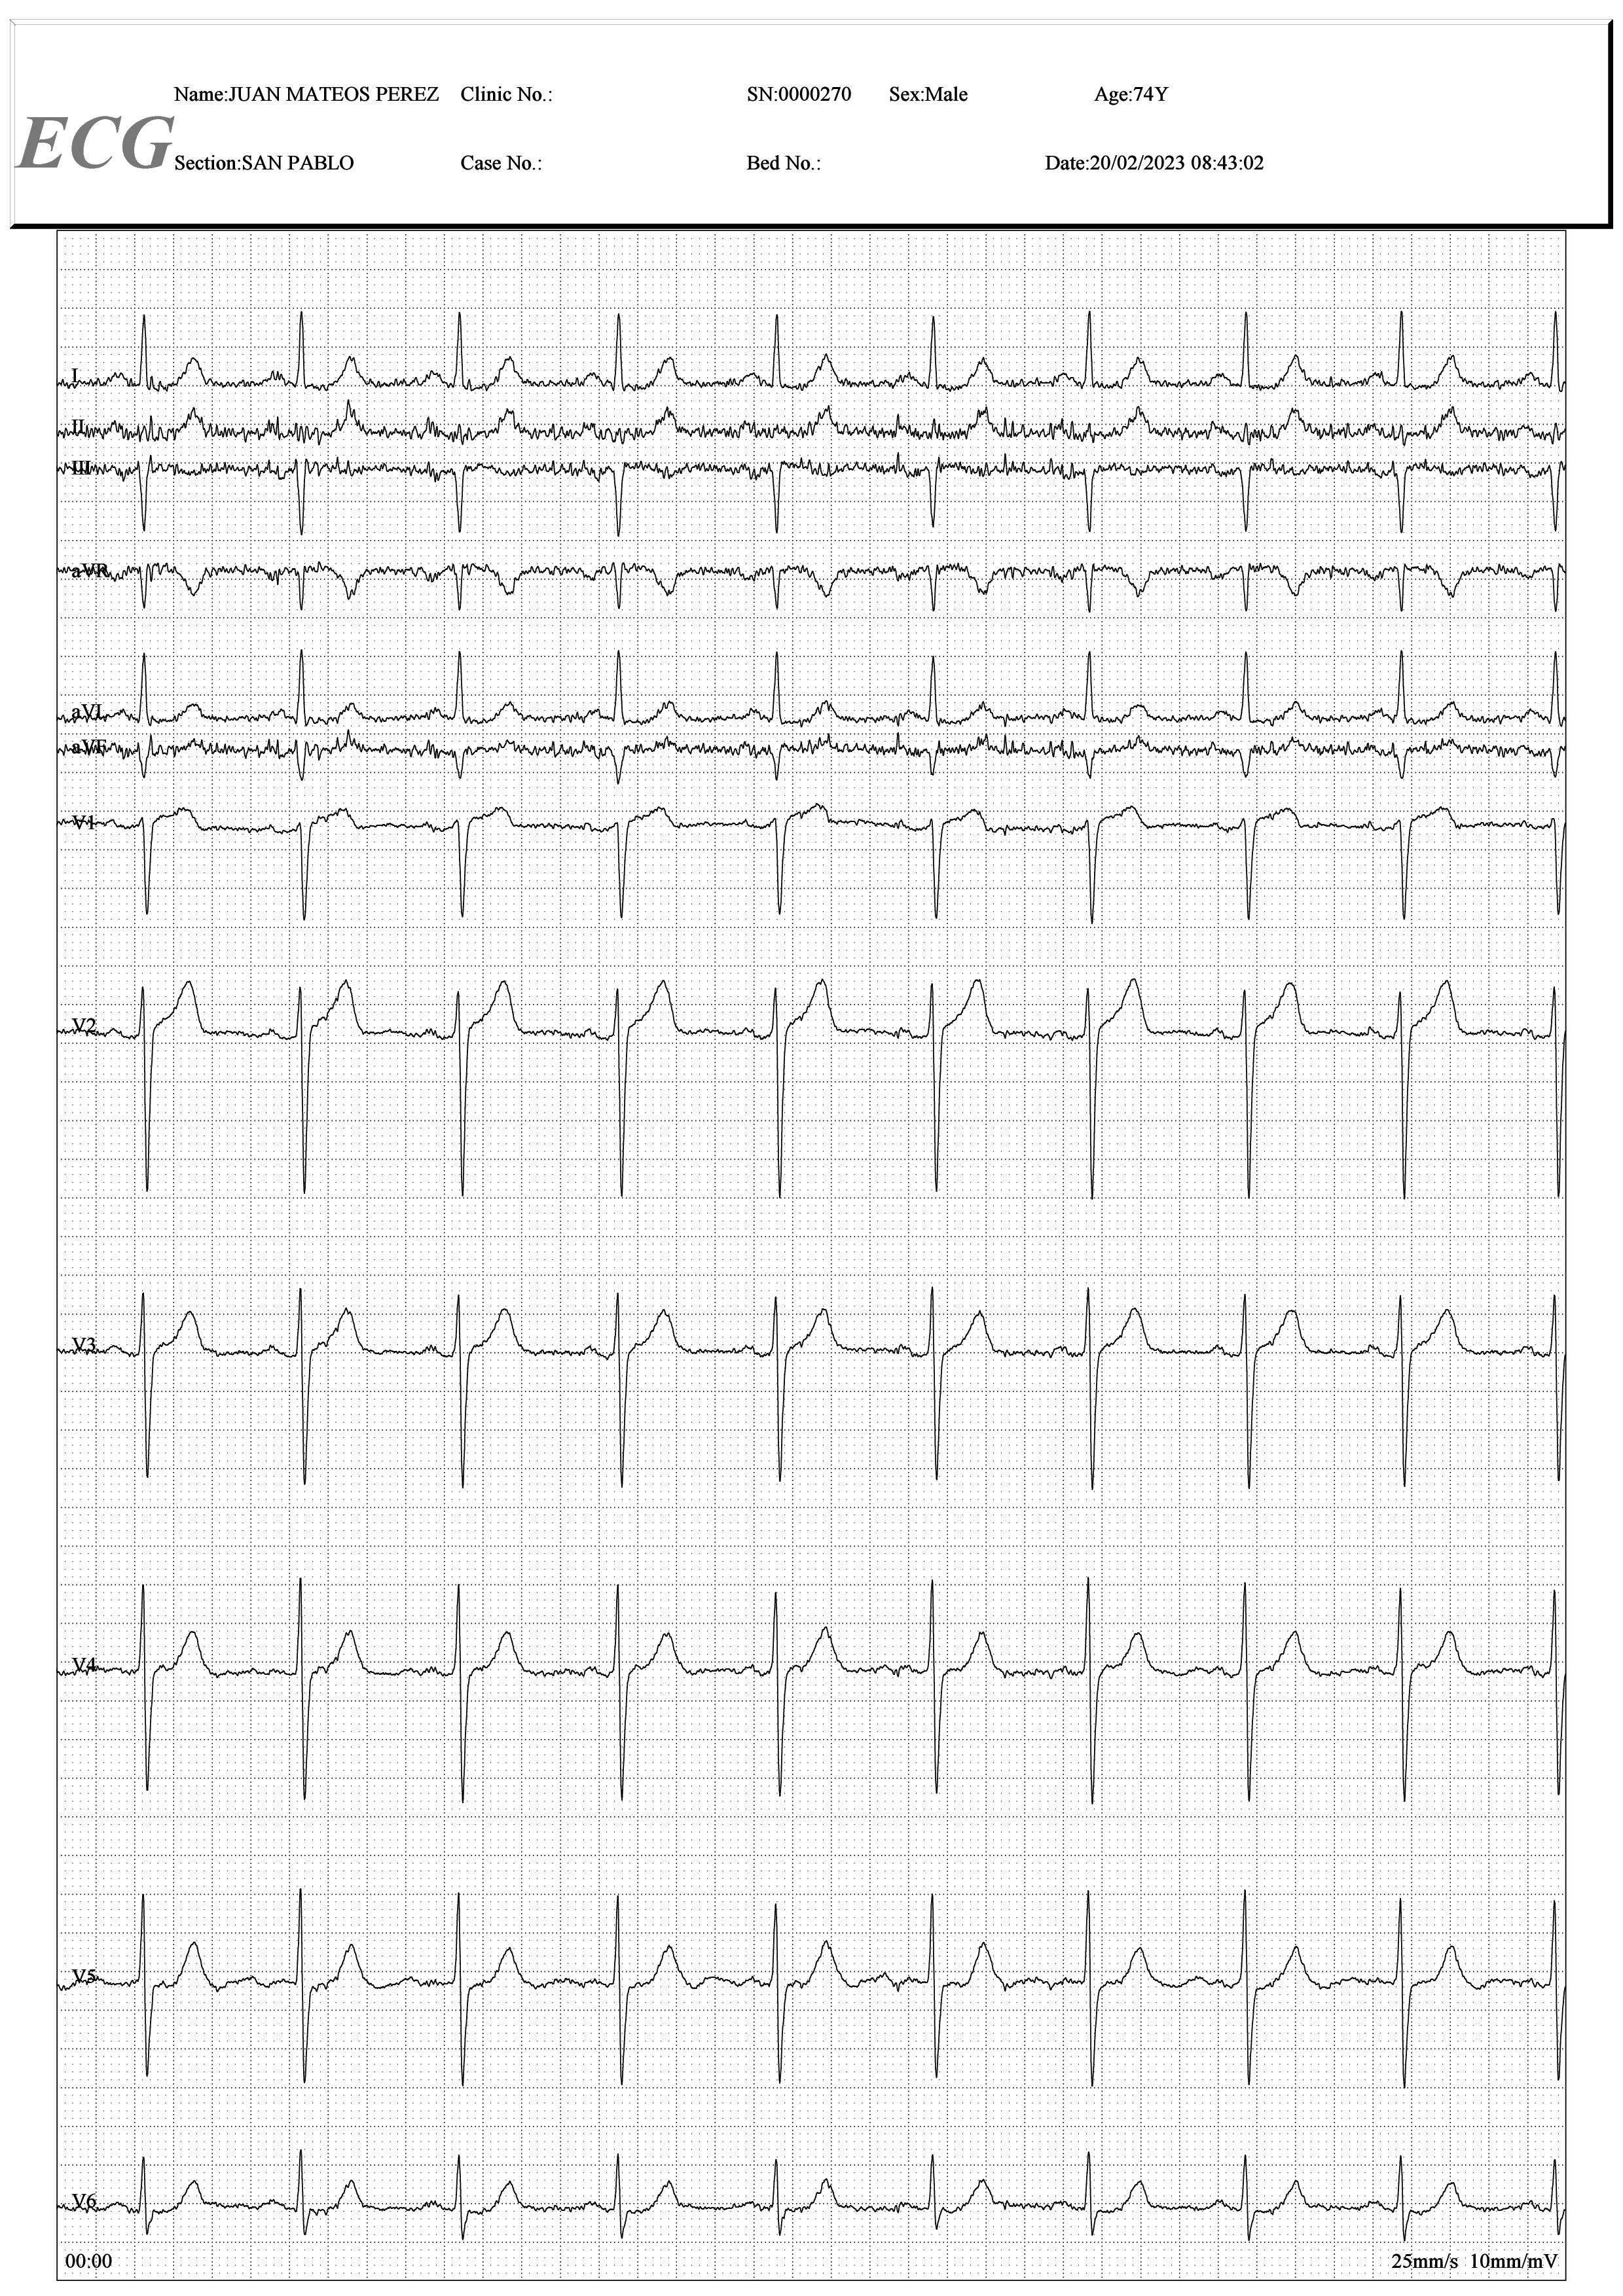 Name:JUAN MATEOS PEREZ Clinic No.: SN:0000270 Sex:Male Age:74Y
ECG
Section:SAN PABLO Case No.: Bed No.: Date:20/02/2023 08:43:02
I
II
III
aVR
aVL
aVF
V1
V2
V3
V4
V5
V6
00:00 25mm/s 10mm/mV